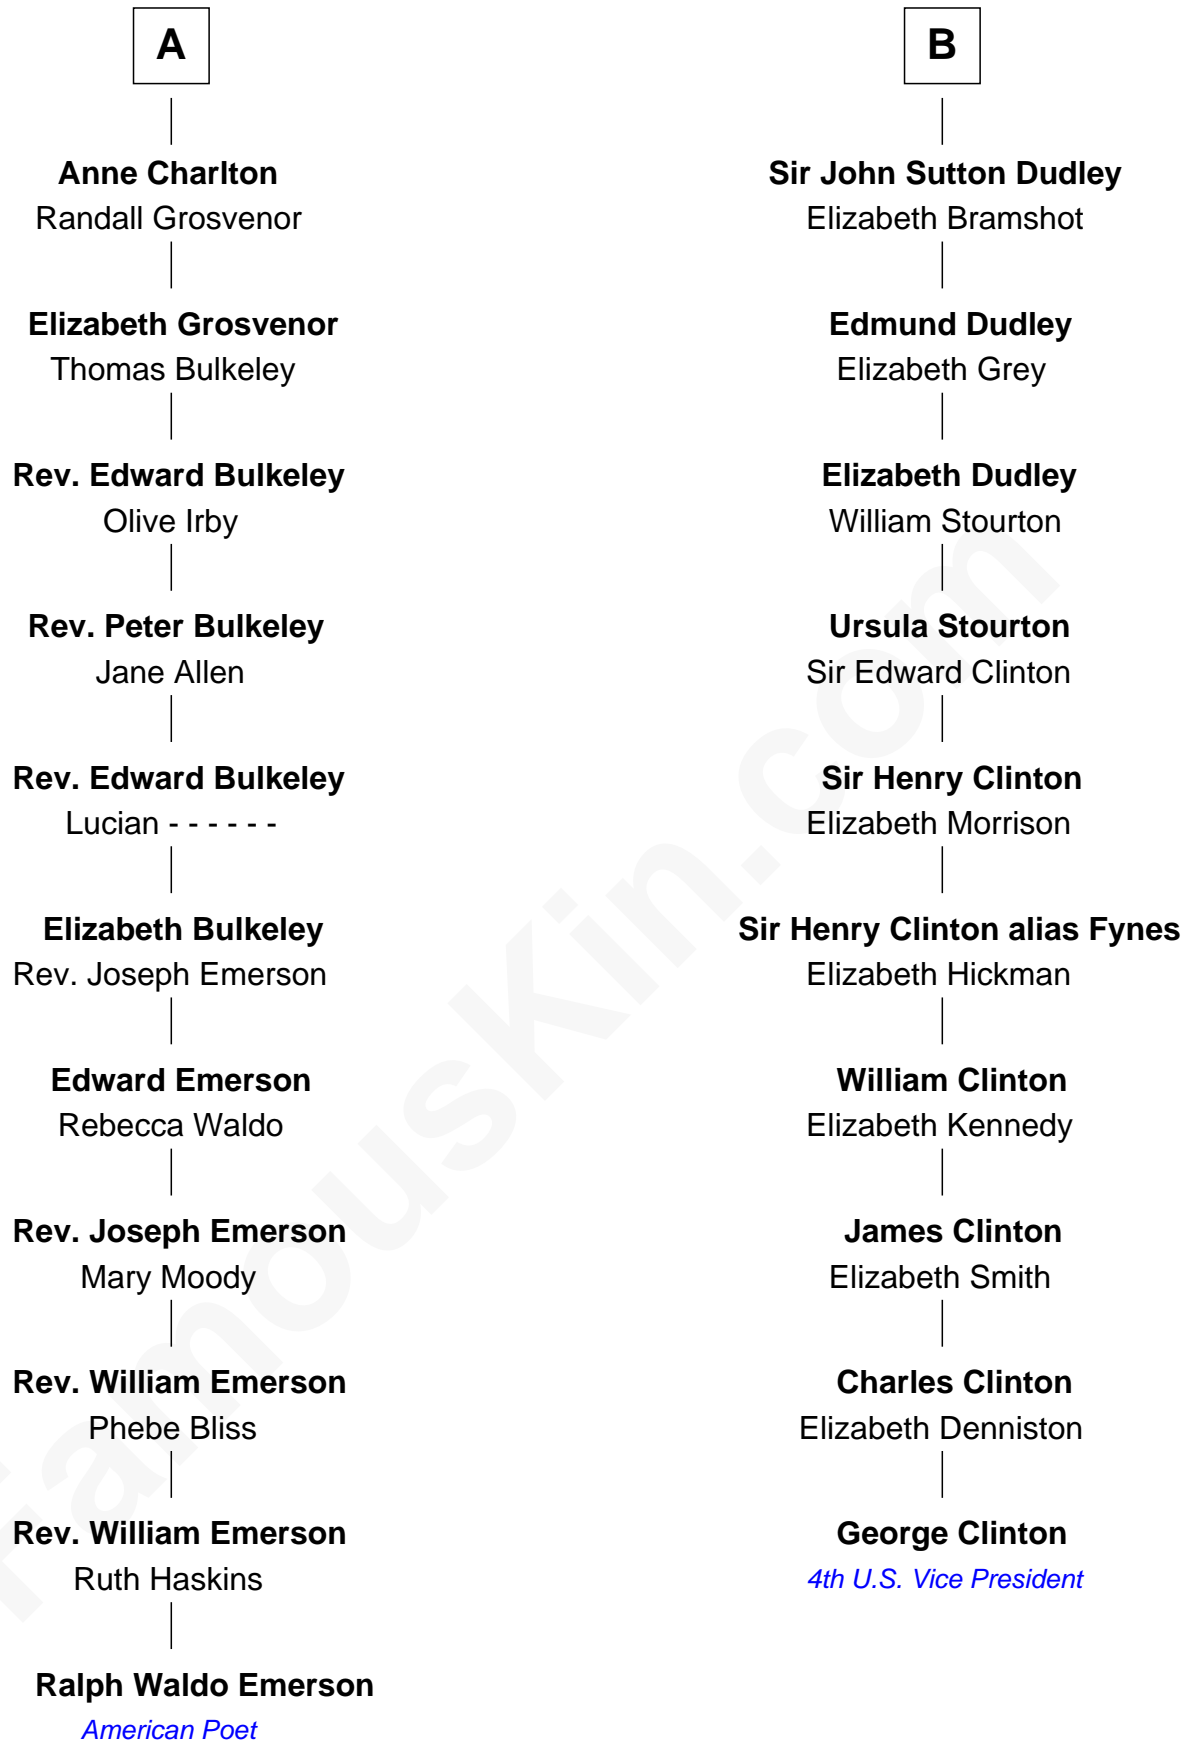 A
Anne Charlton
Randall Grosvenor
Elizabeth Grosvenor
Thomas Bulkeley
Rev. Edward Bulkeley
Olive Irby
Rev. Peter Bulkeley
Jane Allen
Rev. Edward Bulkeley
Lucian - - - - - -
Elizabeth Bulkeley
Rev. Joseph Emerson
Edward Emerson
Rebecca Waldo
Rev. Joseph Emerson
Mary Moody
Rev. William Emerson
Phebe Bliss
Rev. William Emerson
Ruth Haskins
Ralph Waldo Emerson
American Poet
B
Sir John Sutton Dudley
Elizabeth Bramshot
Edmund Dudley
Elizabeth Grey
Elizabeth Dudley
William Stourton
Ursula Stourton
Sir Edward Clinton
Sir Henry Clinton
Elizabeth Morrison
Sir Henry Clinton alias Fynes
Elizabeth Hickman
William Clinton
Elizabeth Kennedy
James Clinton
Elizabeth Smith
Charles Clinton
Elizabeth Denniston
George Clinton
4th U.S. Vice President
FamousKin.com